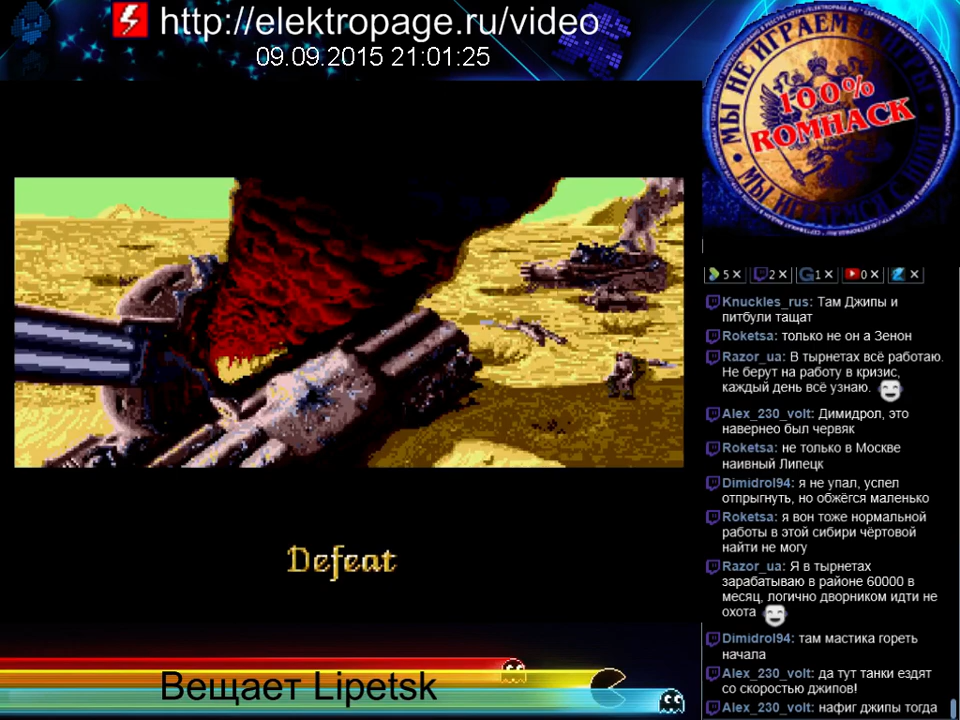 http://elektropage.ru/video
09.09.2015 21:01:25
МЫ НЕ ИГРАЕМ В ИГРЫ
100%
ROMHACK
5 ×
2 ×
1 ×
0 ×
×
Knuckles_rus: Там Джипы и
питбули тащат
Roketsa: только не он а Зенон
Razor_ua: В тырнетах всё работаю.
Не берут на работу в кризис,
каждый день всё узнаю.
Alex_230_volt: Димидрол, это
навернео был червяк
Roketsa: не только в Москве
наивный Липецк
Dimidrol94: я не упал, успел
отпрыгнуть, но обжёгся маленько
Roketsa: я вон тоже нормальной
работы в этой сибири чёртовой
найти не могу
Razor_ua: Я в тырнетах
зарабатываю в районе 60000 в
месяц, логично дворником идти не
охота
Dimidrol94: там мастика гореть
начала
Alex_230_volt: да тут танки ездят
со скоростью джипов!
Alex_230_volt: нафиг джипы тогда
Defeat
Вещает Lipetsk